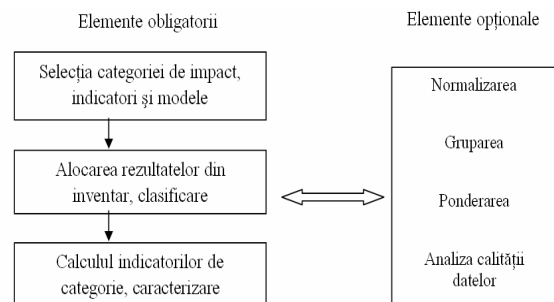 Elemente obligatorii
Selecția categoriei de impact,
indicatori şi modele
Alocarea rezultatelor din
inventar, clasificare
Calculul indicatorilor de
categorie, caracterizare
Elemente opționale
Normalizarea
Gruparea
Ponderarea
Analiza calității
datelor